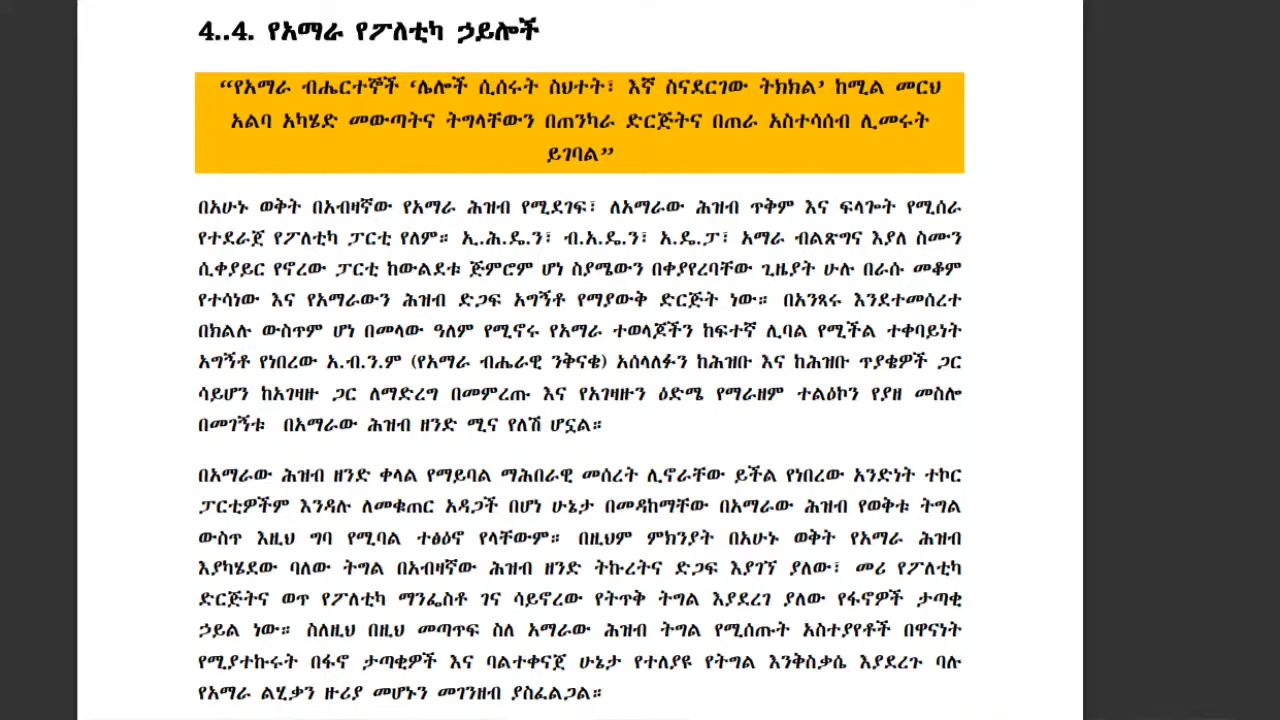 4..4. የአማራ የፖለቲካ ኃይሎች
“የአማራ ብሔርተኞች ‘ሌሎች ሲሰሩት ስህተት፣ እኛ ስናደርገው ትክክል’ ከሚል መርህ
አልባ አካሄድ መውጣትና ትግላቸውን በጠንካራ ድርጅትና በጠራ አስተሳሰብ ሊመሩት
ይገባል”
በአሁኑ ወቅት በአብዛኛው የአማራ ሕዝብ የሚደገፍ፣ ለአማራው ሕዝብ ጥቅም እና ፍላጐት የሚሰራ
የተደራጀ የፖለቲካ ፓርቲ የለም። ኢ.ሕ.ዴ.ን፣ ብ.አ.ዴ.ን፣ አ.ዴ.ፓ፣ አማራ ብልጽግና እያለ ስሙን
ሲቀያይር የኖረው ፓርቲ ከውልደቱ ጅምሮም ሆነ ስያሜውን በቀያየረባቸው ጊዜያት ሁሉ በራሱ መቆም
የተሳነው እና የአማራውን ሕዝብ ድጋፍ አግኝቶ የማያውቅ ድርጅት ነው። በአንጻሩ እንደተመሰረተ
በክልሉ ውስጥም ሆነ በመላው ዓለም የሚኖሩ የአማራ ተወላጆችን ከፍተኛ ሊባል የሚችል ተቀባይነት
አግኝቶ የነበረው አ.ብ.ን.ም (የአማራ ብሔራዊ ንቅናቄ) አሰላለፉን ከሕዝቡ እና ከሕዝቡ ጥያቄዎች ጋር
ሳይሆን ከአገዛዙ ጋር ለማድረግ በመምረጡ እና የአገዛዙን ዕድሜ የማራዘም ተልዕኮን የያዘ መስሎ
በመገኝቱ በአማራው ሕዝብ ዘንድ ሚና የለሽ ሆኗል።
በአማራው ሕዝብ ዘንድ ቀላል የማይባል ማሕበራዊ መሰረት ሊኖራቸው ይችል የነበረው አንድነት ተኮር
ፓርቲዎችም እንዳሉ ለመቁጠር አዳጋች በሆነ ሁኔታ በመዳከማቸው በአማራው ሕዝብ የወቅቱ ትግል
ውስጥ እዚህ ግባ የሚባል ተፅዕኖ የላቸውም። በዚህም ምክንያት በአሁኑ ወቅት የአማራ ሕዝብ
እያካሄደው ባለው ትግል በአብዛኛው ሕዝብ ዘንድ ትኩረትና ድጋፍ እያገኘ ያለው፣ መሪ የፖለቲካ
ድርጅትና ወጥ የፖለቲካ ማንፌስቶ ገና ሳይኖረው የትጥቅ ትግል እያደረገ ያለው የፋኖዎች ታጣቂ
ኃይል ነው። ስለዚህ በዚህ መጣጥፍ ስለ አማራው ሕዝብ ትግል የሚሰጡት አስተያየቶች በዋናነት
የሚያተኩሩት በፋኖ ታጣቂዎች እና ባልተቀናጀ ሁኔታ የተለያዩ የትግል እንቅስቃሴ እያደረጉ ባሉ
የአማራ ልሂቃን ዙሪያ መሆኑን መገንዘብ ያስፈልጋል።